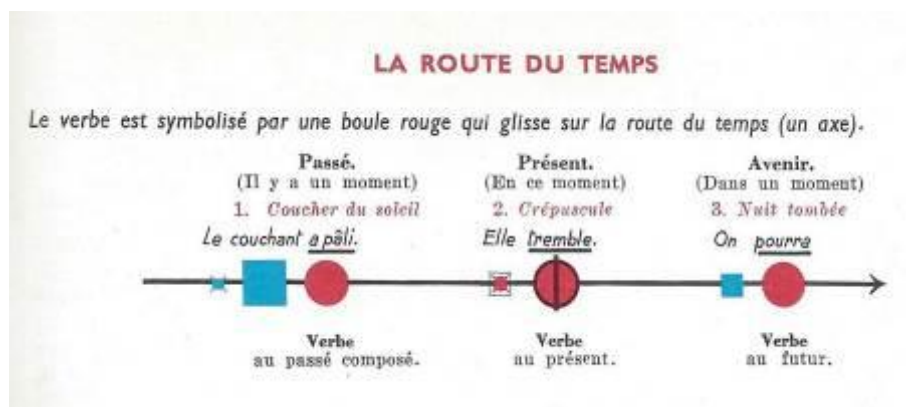 LA ROUTE DU TEMPS
Le verbe est symbolisé par une boule rouge qui glisse sur la route du temps (un axe).
Passé. Présent. Avenir.
(Il y a un moment) (En ce moment) (Dans un moment)
1. Coucher du soleil 2. Crépuscule 3. Nuit tombée
Le couchant a pâli. Elle tremble. On pourra
Verbe Verbe Verbe
au passé composé. au présent. au futur.